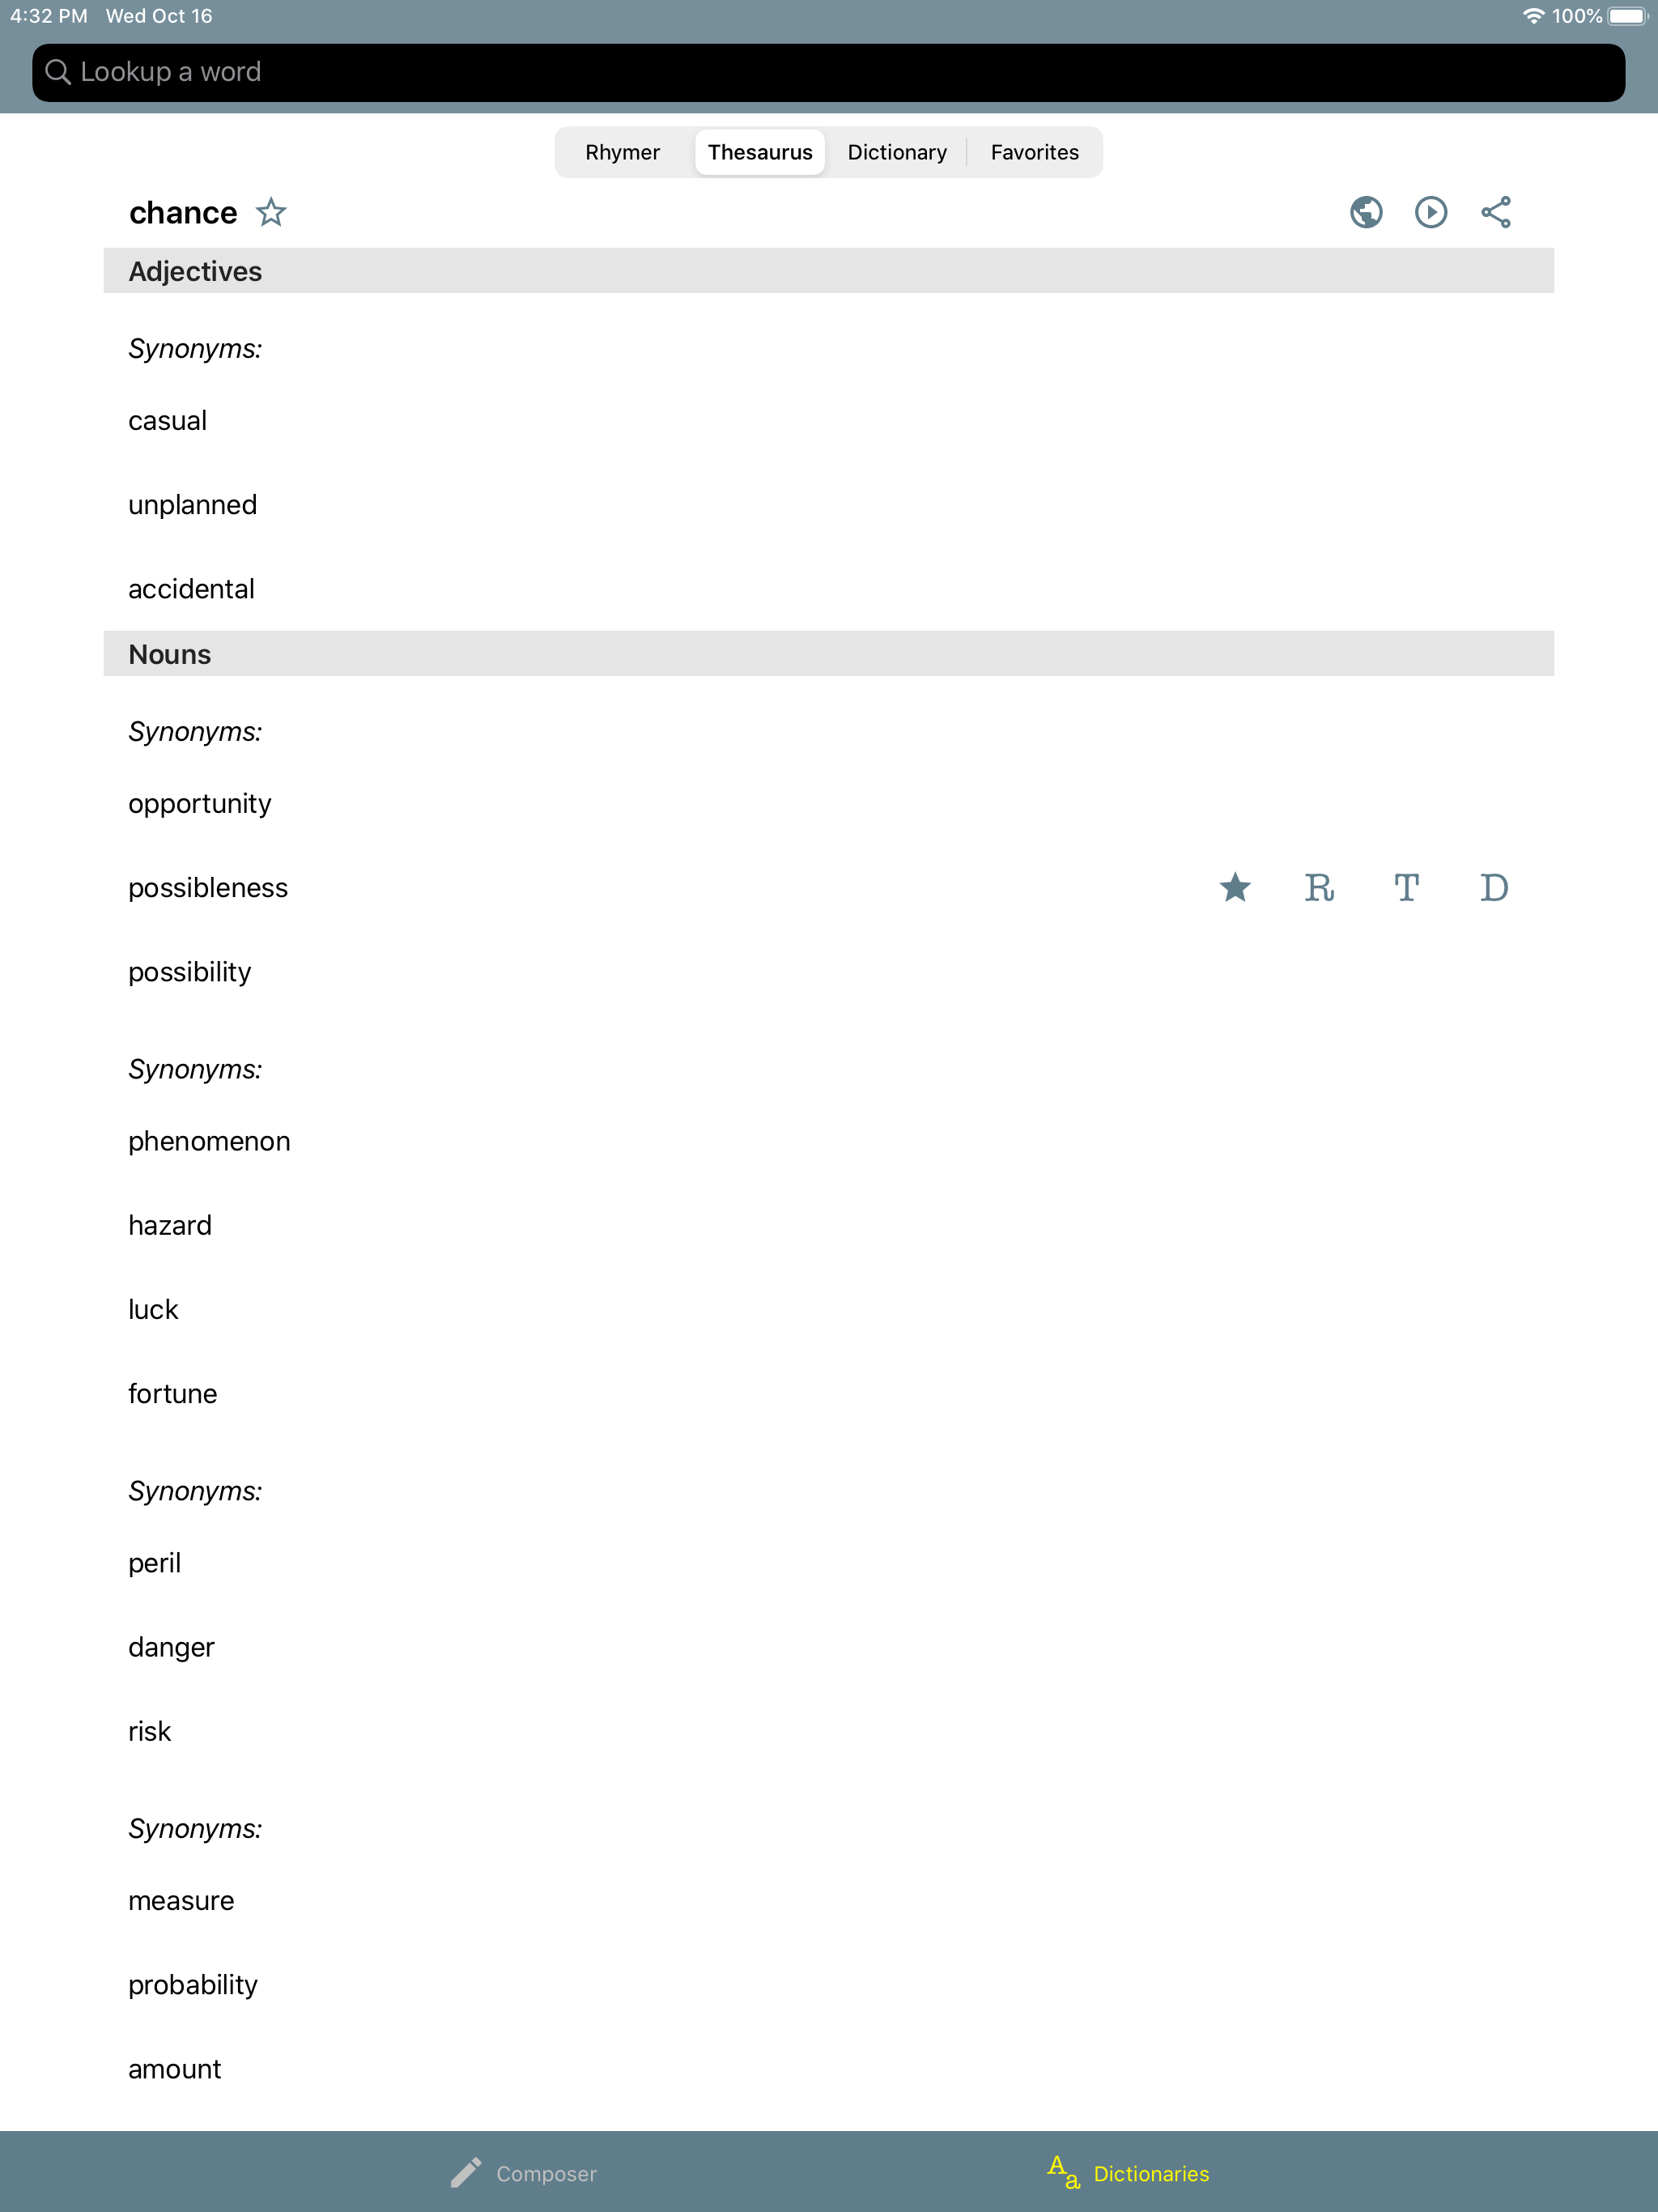 4:32 PM Wed Oct 16 100%
Lookup a word
Rhymer Thesaurus Dictionary Favorites
chance
Adjectives
Synonyms:
casual
unplanned
accidental
Nouns
Synonyms:
opportunity
possibleness R T D
possibility
Synonyms:
phenomenon
hazard
luck
fortune
Synonyms:
peril
danger
risk
Synonyms:
measure
probability
amount
Composer Aa Dictionaries